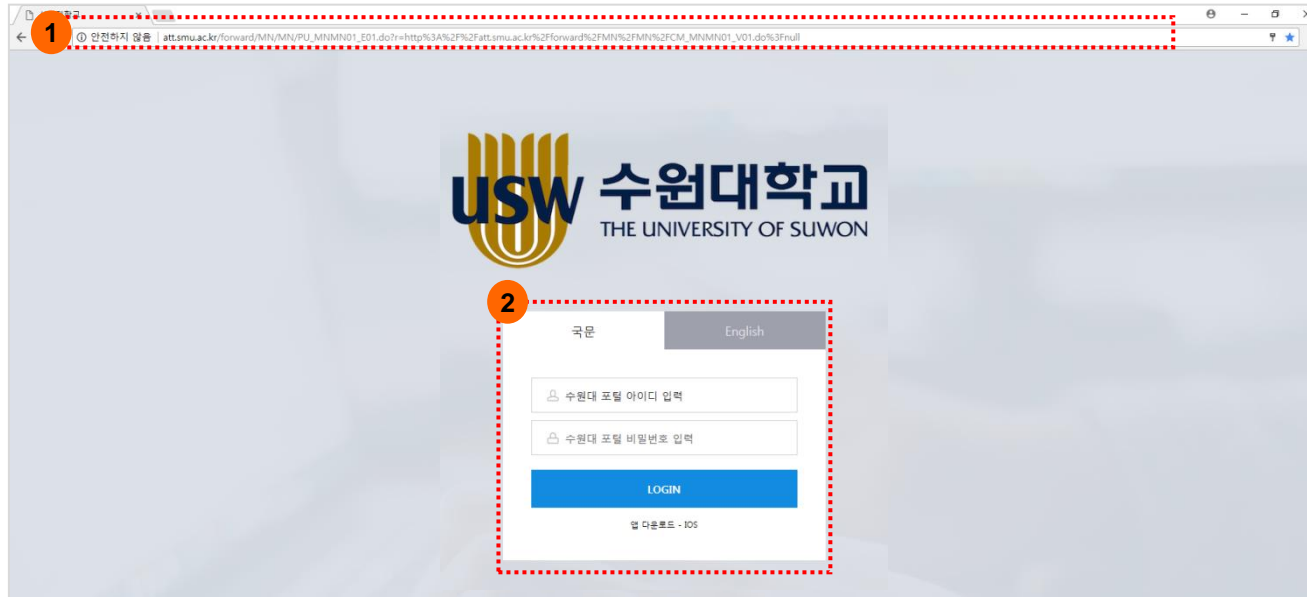 1
안전하지 않음 | att.smu.ac.kr/forward/MN/MN/PU_MNMN01_E01.do?r=http%3A%2F%2Fatt.smu.ac.kr%2Fforward%2FMN%2FMN%2FCM_MNMN01_V01.do%3Fnull
USW 수원대학교
THE UNIVERSITY OF SUWON
2
국문 English
수원대 포털 아이디 입력
수원대 포털 비밀번호 입력
LOGIN
앱 다운로드 - IOS